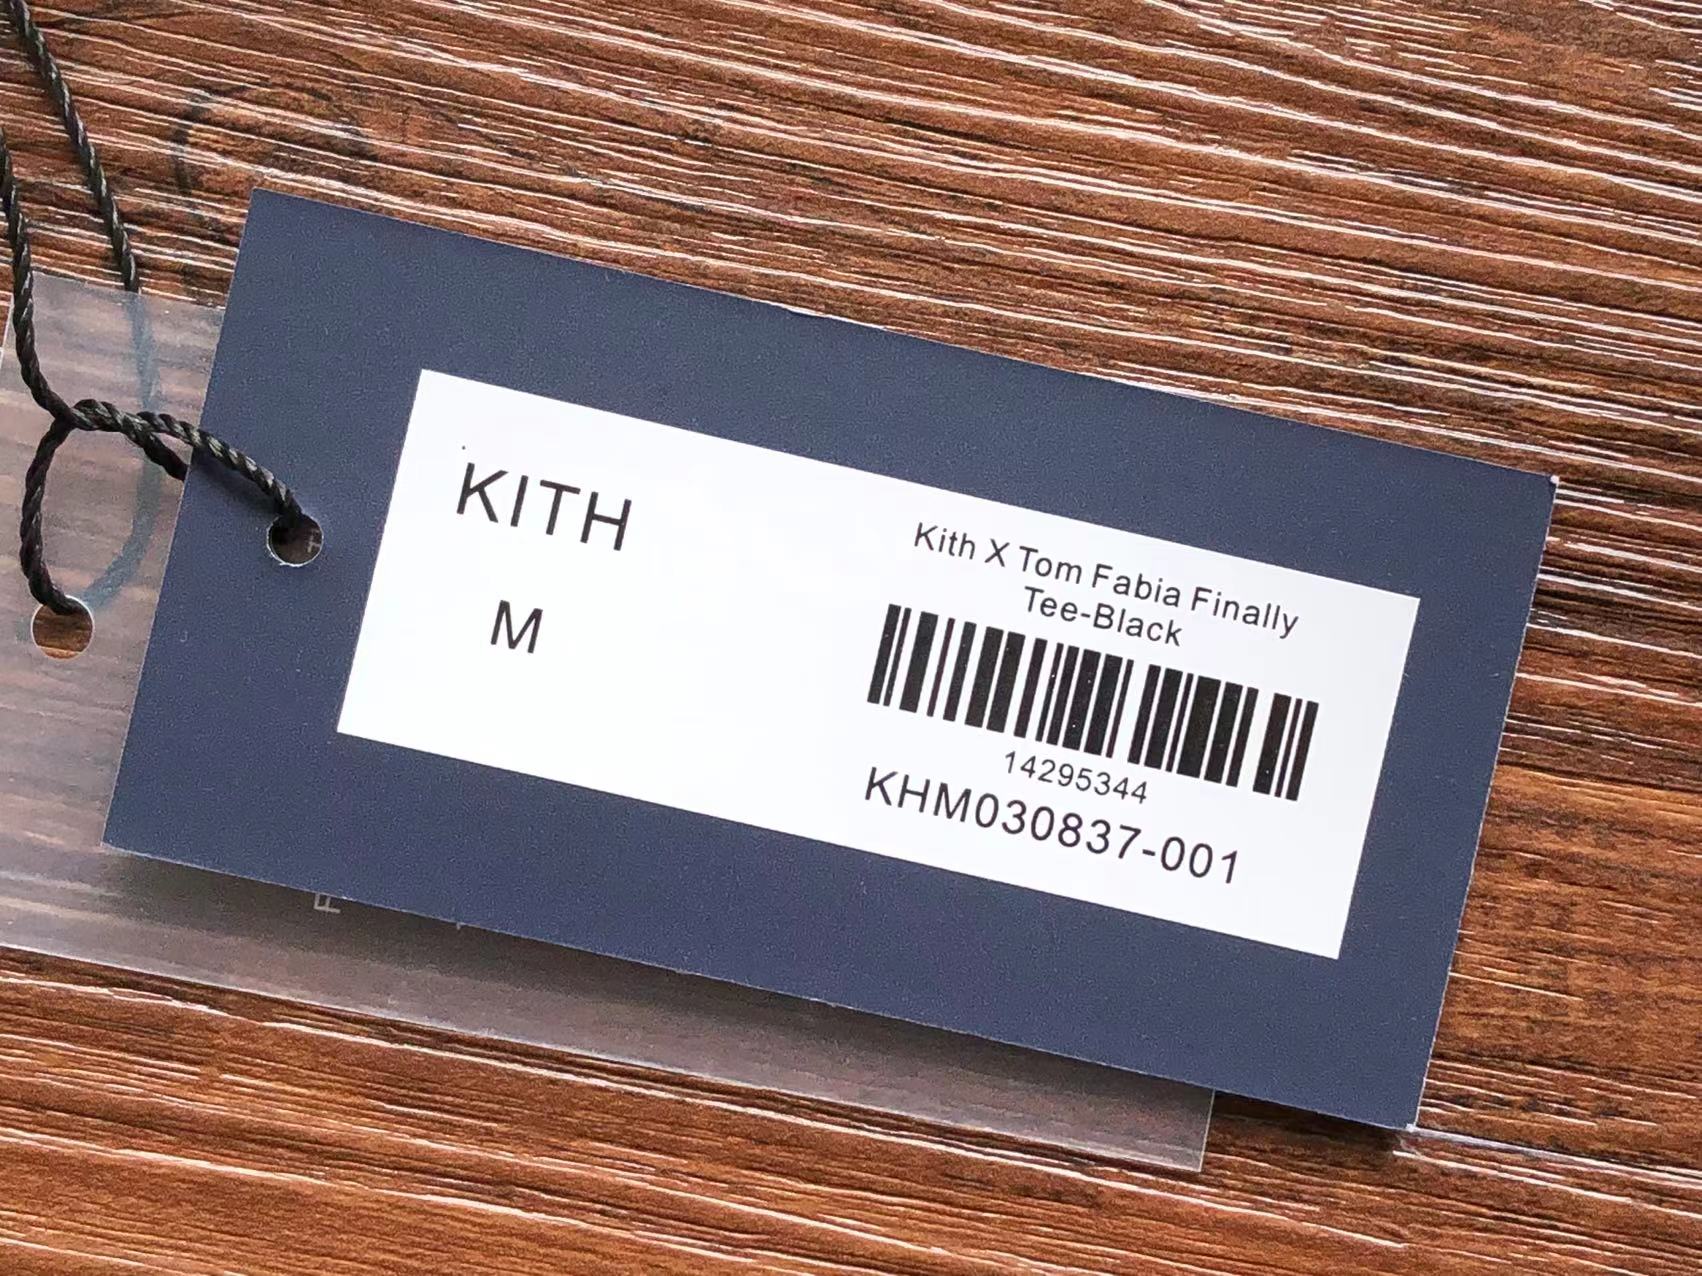 KITH
M
Kith X Tom Fabia Finally
Tee-Black
14295344
KHM030837-001
F